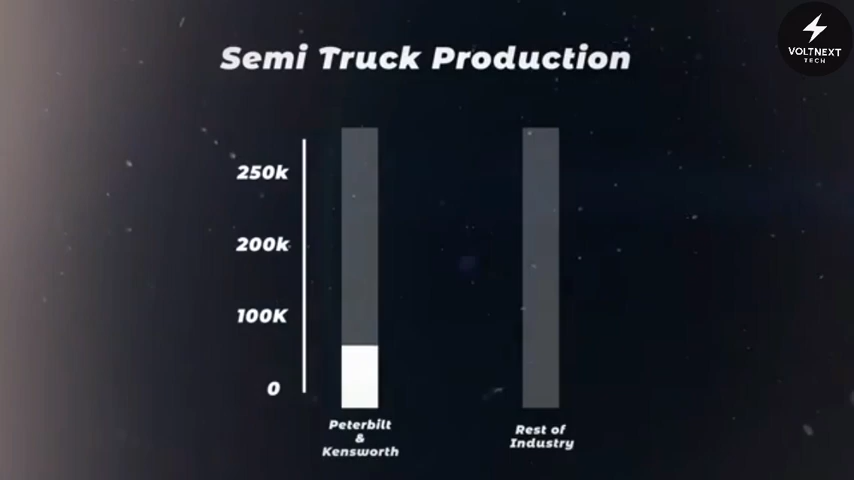 VOLTNEXT
TECH
Semi Truck Production
250k
200k
100K
0
Peterbilt
&
Kensworth
Rest of
Industry